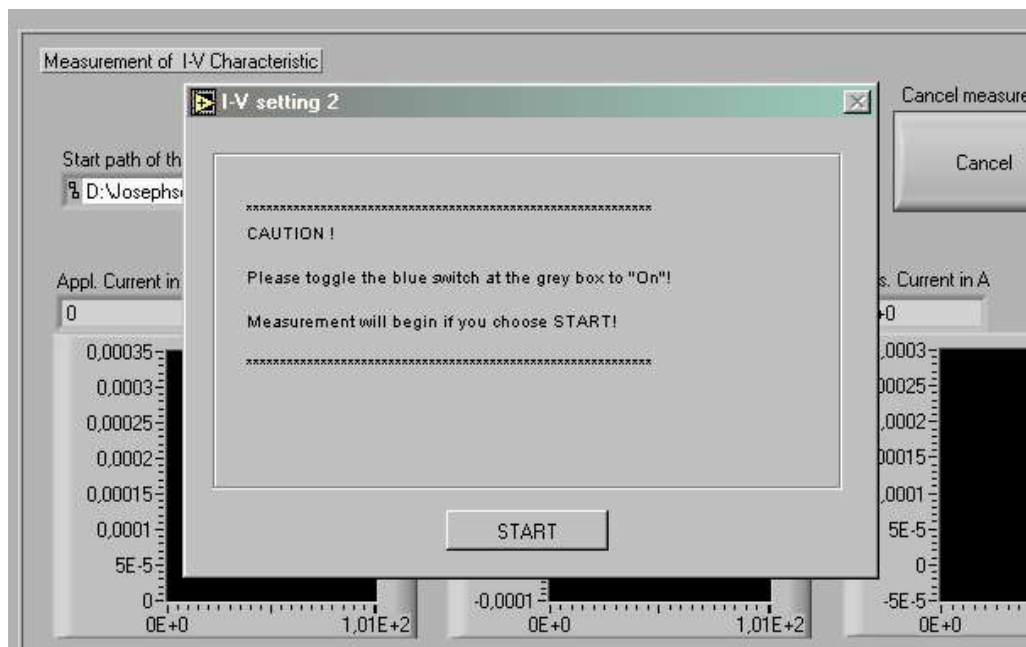 Measurement of I-V Characteristic
I-V setting 2
Cancel measure
Start path of th
D:\Josephs
Cancel
CAUTION !
Please toggle the blue switch at the grey box to "On"!
Measurement will begin if you choose START!
START
Appl. Current in
0
s. Current in A
+0
0,00035
0,0003
0,00025
0,0002
0,00015
0,0001
5E-5
0
0E+0
1,01E+2
-0,0001
0E+0
1,01E+2
,0003
00025
,0002
00015
,0001
5E-5
0
-5E-5
0E+0